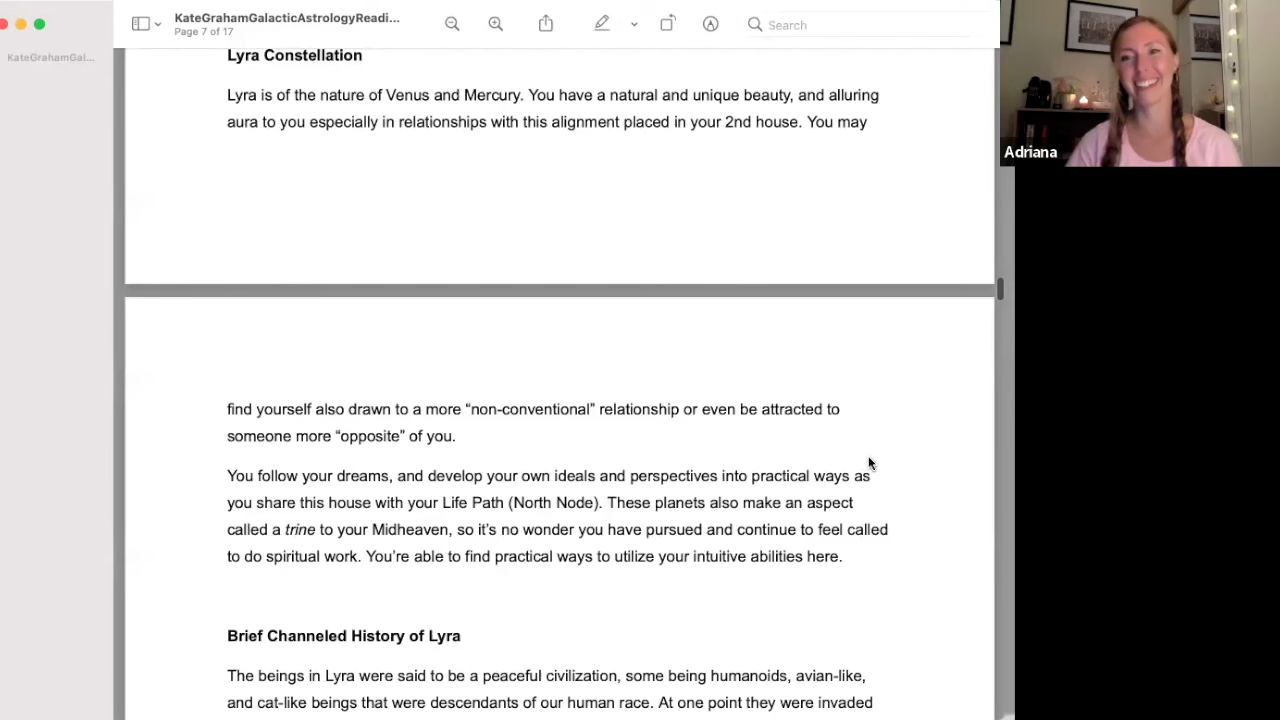 KateGrahamGalacticAstrologyReadi...
Page 7 of 17
Search
KateGrahamGal...
Adriana
Lyra Constellation
Lyra is of the nature of Venus and Mercury. You have a natural and unique beauty, and alluring
aura to you especially in relationships with this alignment placed in your 2nd house. You may
find yourself also drawn to a more “non-conventional” relationship or even be attracted to
someone more “opposite” of you.
You follow your dreams, and develop your own ideals and perspectives into practical ways as
you share this house with your Life Path (North Node). These planets also make an aspect
called a trine to your Midheaven, so it’s no wonder you have pursued and continue to feel called
to do spiritual work. You’re able to find practical ways to utilize your intuitive abilities here.
Brief Channeled History of Lyra
The beings in Lyra were said to be a peaceful civilization, some being humanoids, avian-like,
and cat-like beings that were descendants of our human race. At one point they were invaded